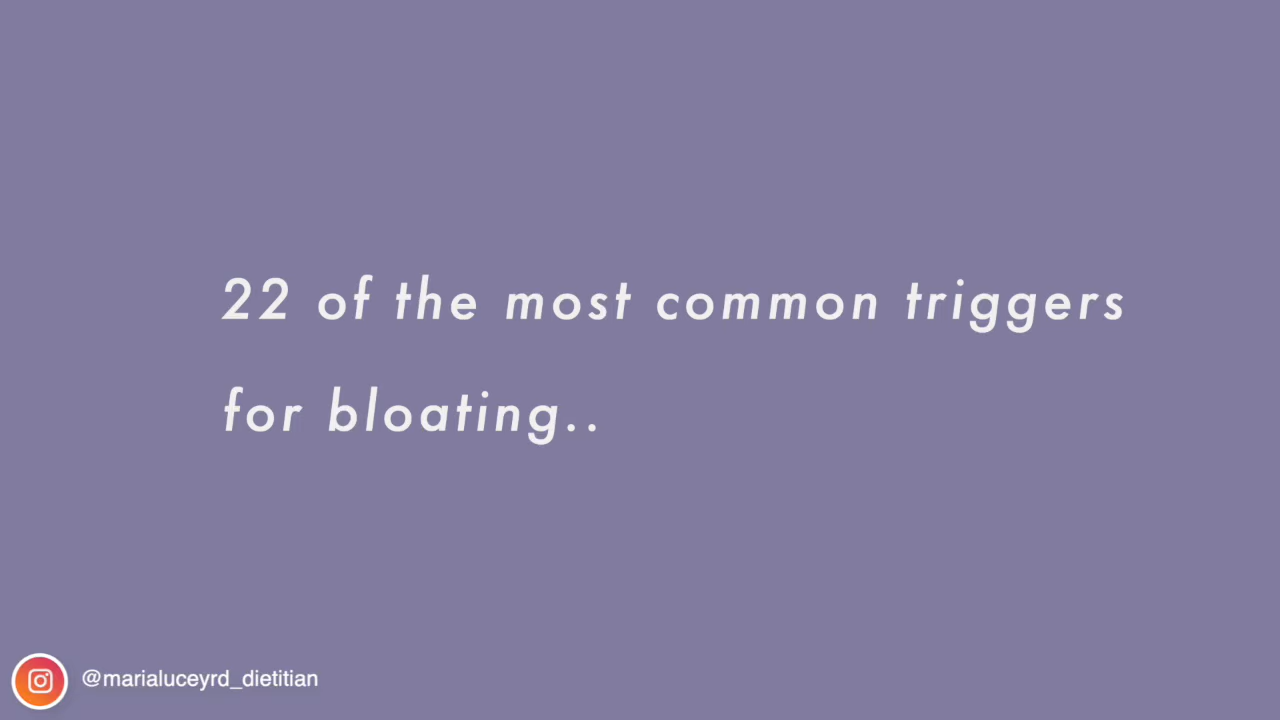 22 of the most common triggers
for bloating..
@marialuceyrd_dietitian